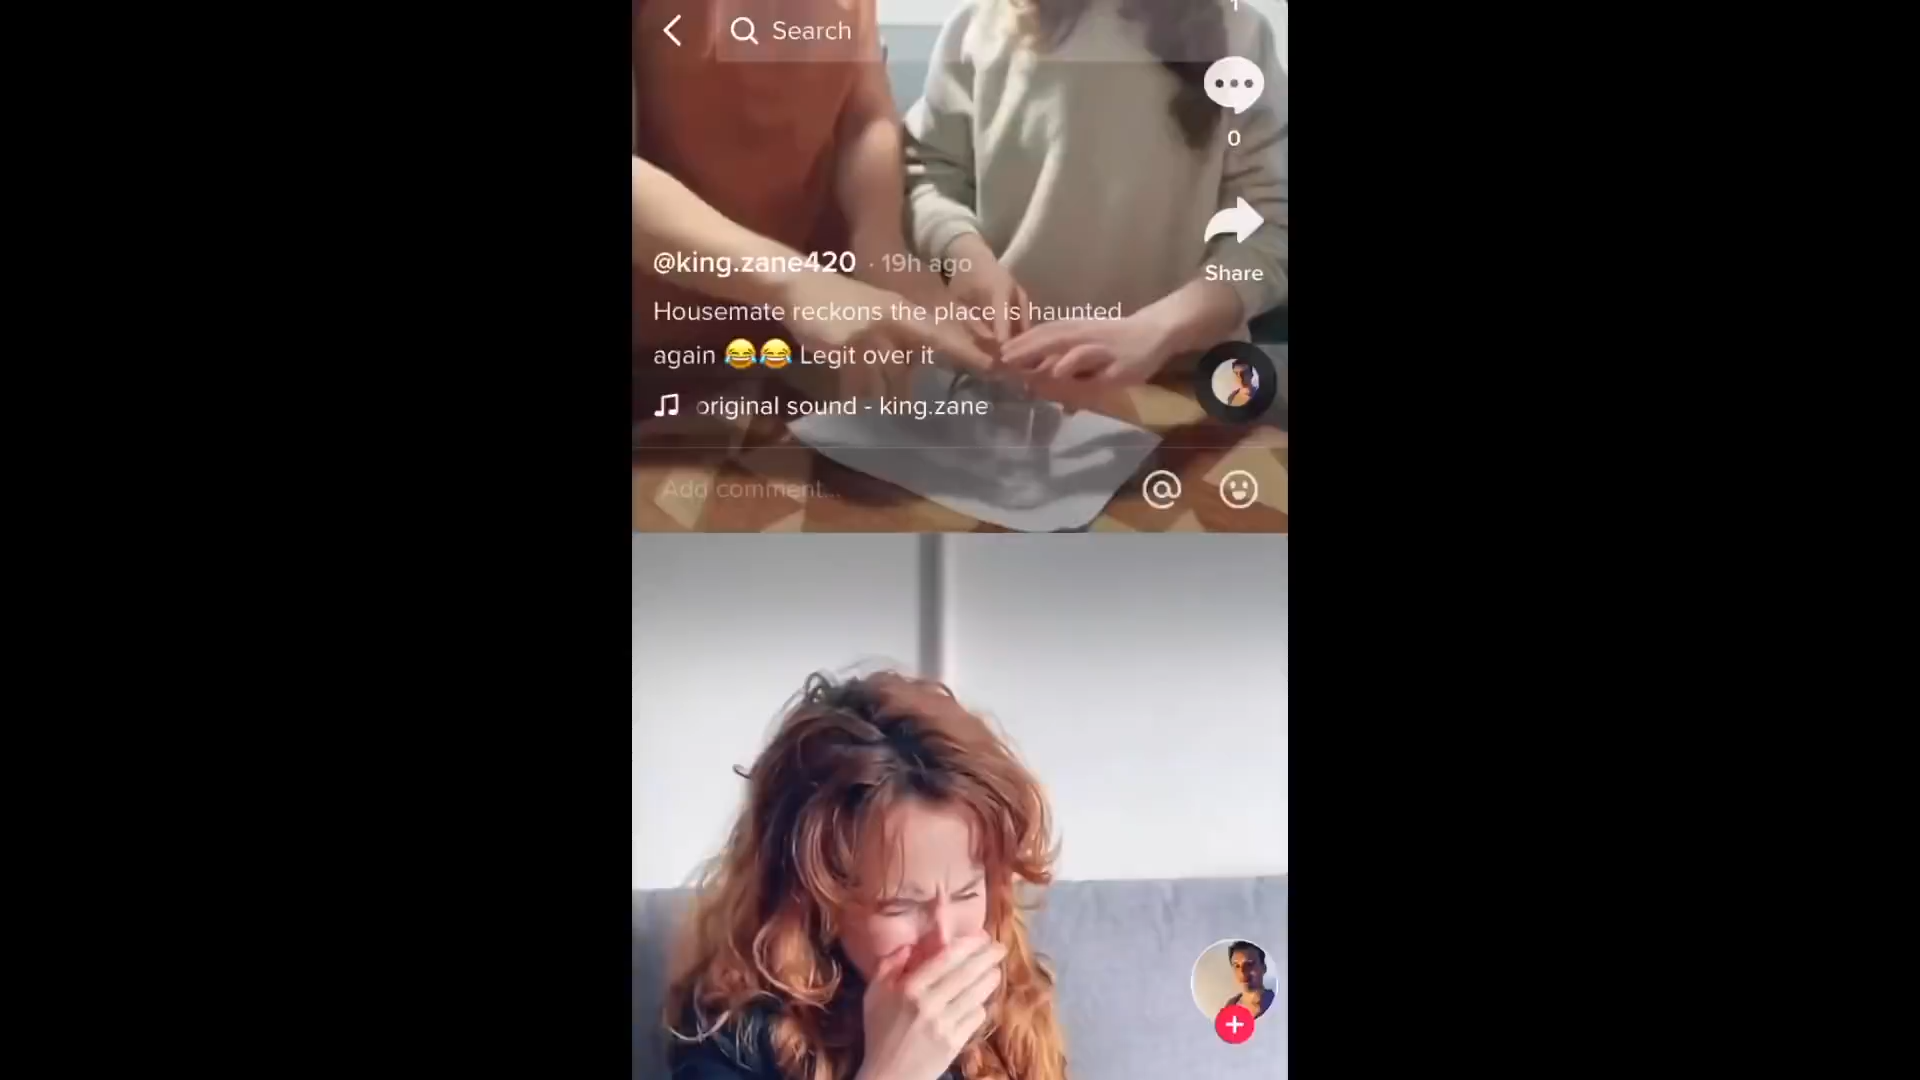 Search
0
Share
@king.zane420 · 19h ago
Housemate reckons the place is haunted
again 😂😂 Legit over it
original sound - king.zane
Add comment...